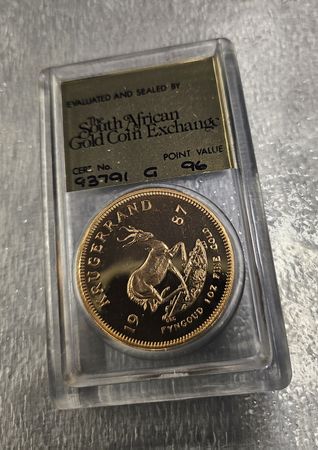 EVALUATED AND SEALED BY
The
South African
Gold Coin Exchange
CERT No. POINT VALUE
93791 G 96
KRUGERRAND
19 87
FYNGOUD 1OZ FINE GOLD